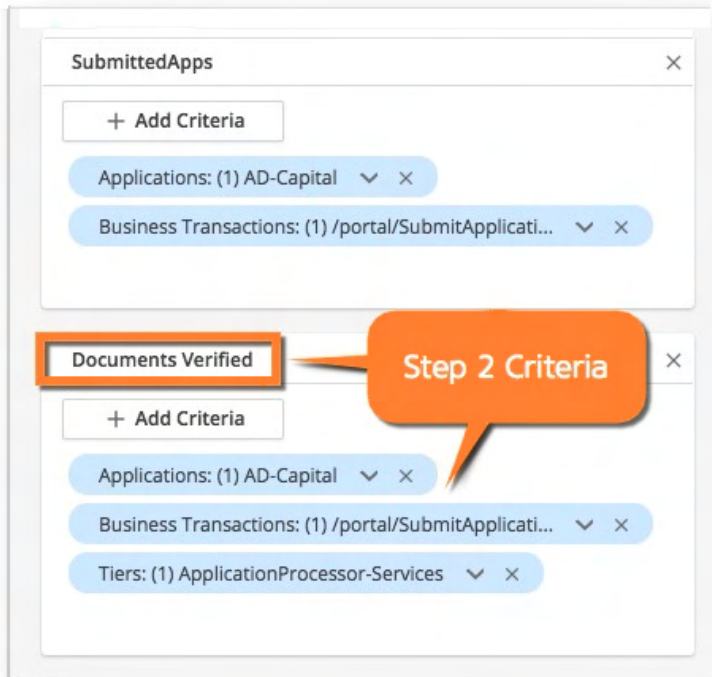 SubmittedApps
+ Add Criteria
Applications: (1) AD-Capital
Business Transactions: (1) /portal/SubmitApplicati...
Documents Verified
Step 2 Criteria
+ Add Criteria
Applications: (1) AD-Capital
Business Transactions: (1) /portal/SubmitApplicati...
Tiers: (1) ApplicationProcessor-Services